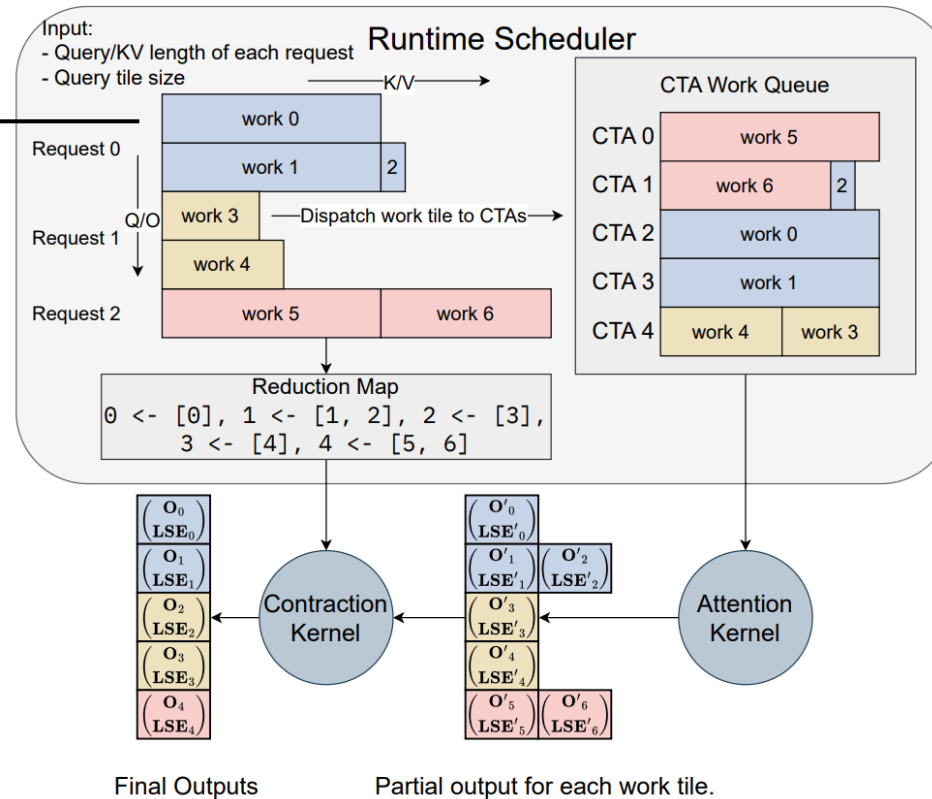 Input:
- Query/KV length of each request
- Query tile size
Runtime Scheduler
K/V
Request 0
Request 1
Request 2
Q/O
work 0
work 1
2
work 3
work 4
work 5
work 6
Dispatch work tile to CTAs
CTA Work Queue
CTA 0
work 5
CTA 1
work 6
2
CTA 2
work 0
CTA 3
work 1
CTA 4
work 4
work 3
Reduction Map
0 <- [0], 1 <- [1, 2], 2 <- [3],
3 <- [4], 4 <- [5, 6]
O₀
LSE₀
O₁
LSE₁
O₂
LSE₂
O₃
LSE₃
O₄
LSE₄
Contraction
Kernel
O'₀
LSE'₀
O'₁
LSE'₁
O'₂
LSE'₂
O'₃
LSE'₃
O'₄
LSE'₄
O'₅
LSE'₅
O'₆
LSE'₆
Attention
Kernel
Final Outputs
Partial output for each work tile.